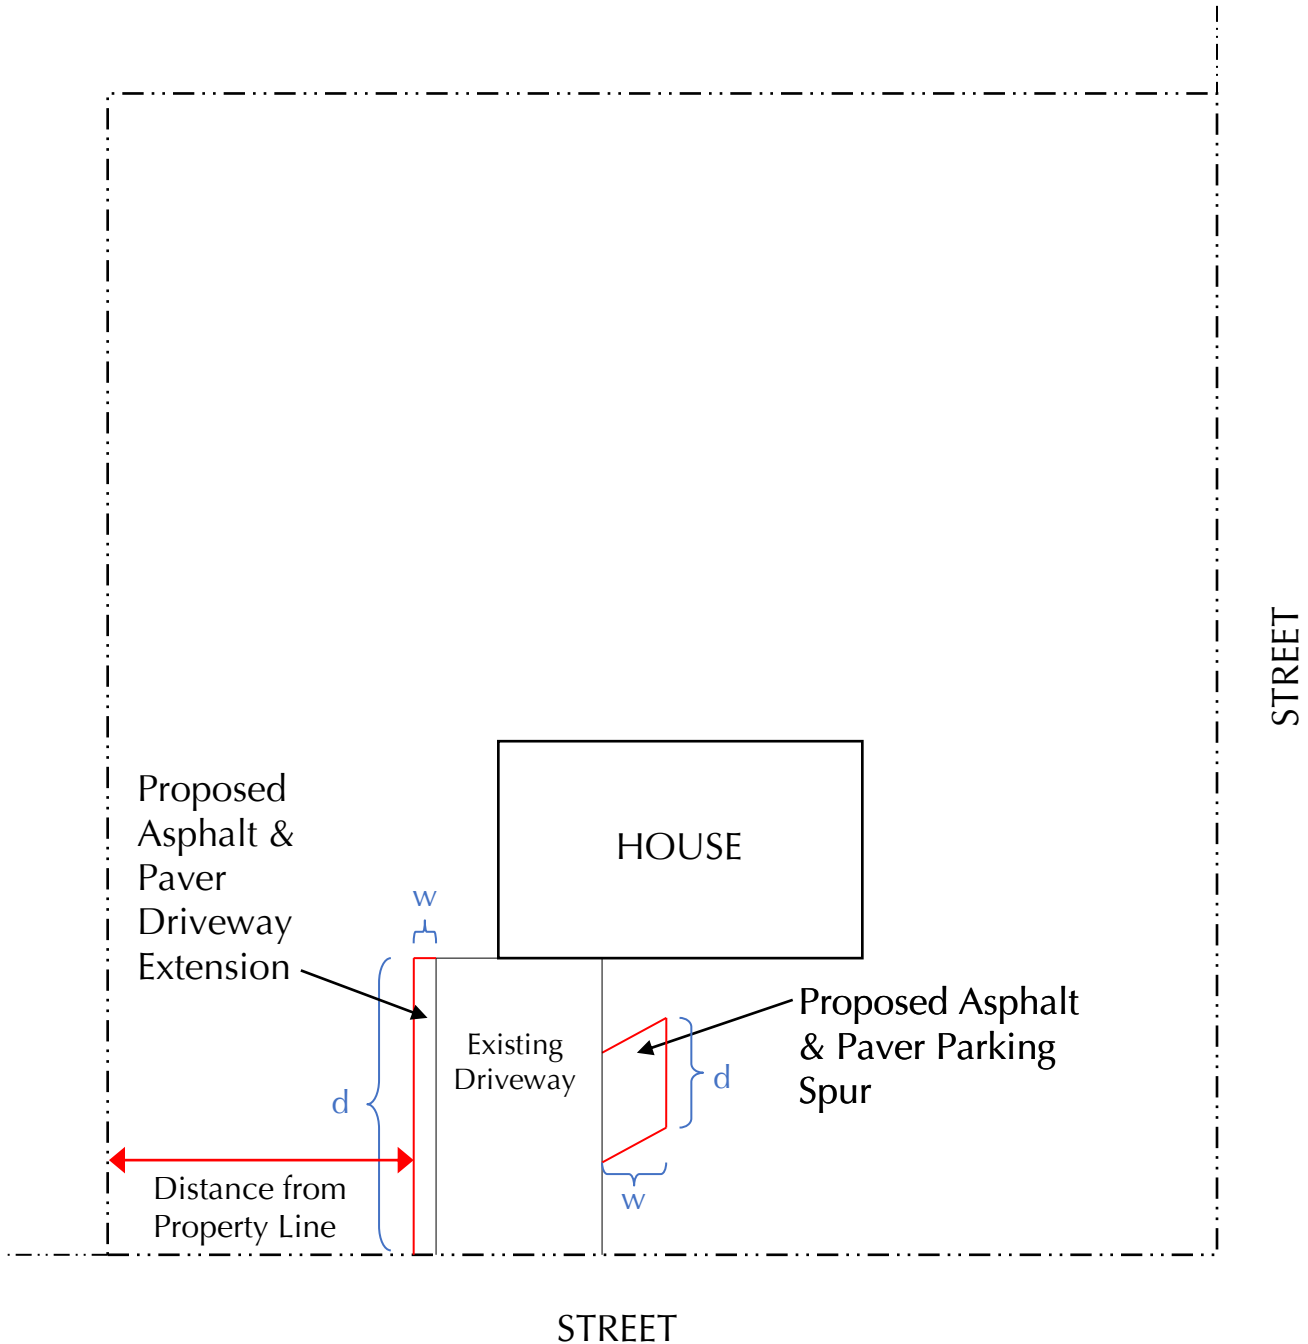 STREET
Proposed
Asphalt &
Paver
Driveway
Extension
HOUSE
w
Existing
Driveway
d
Proposed Asphalt
& Paver Parking
Spur
d
w
Distance from
Property Line
STREET